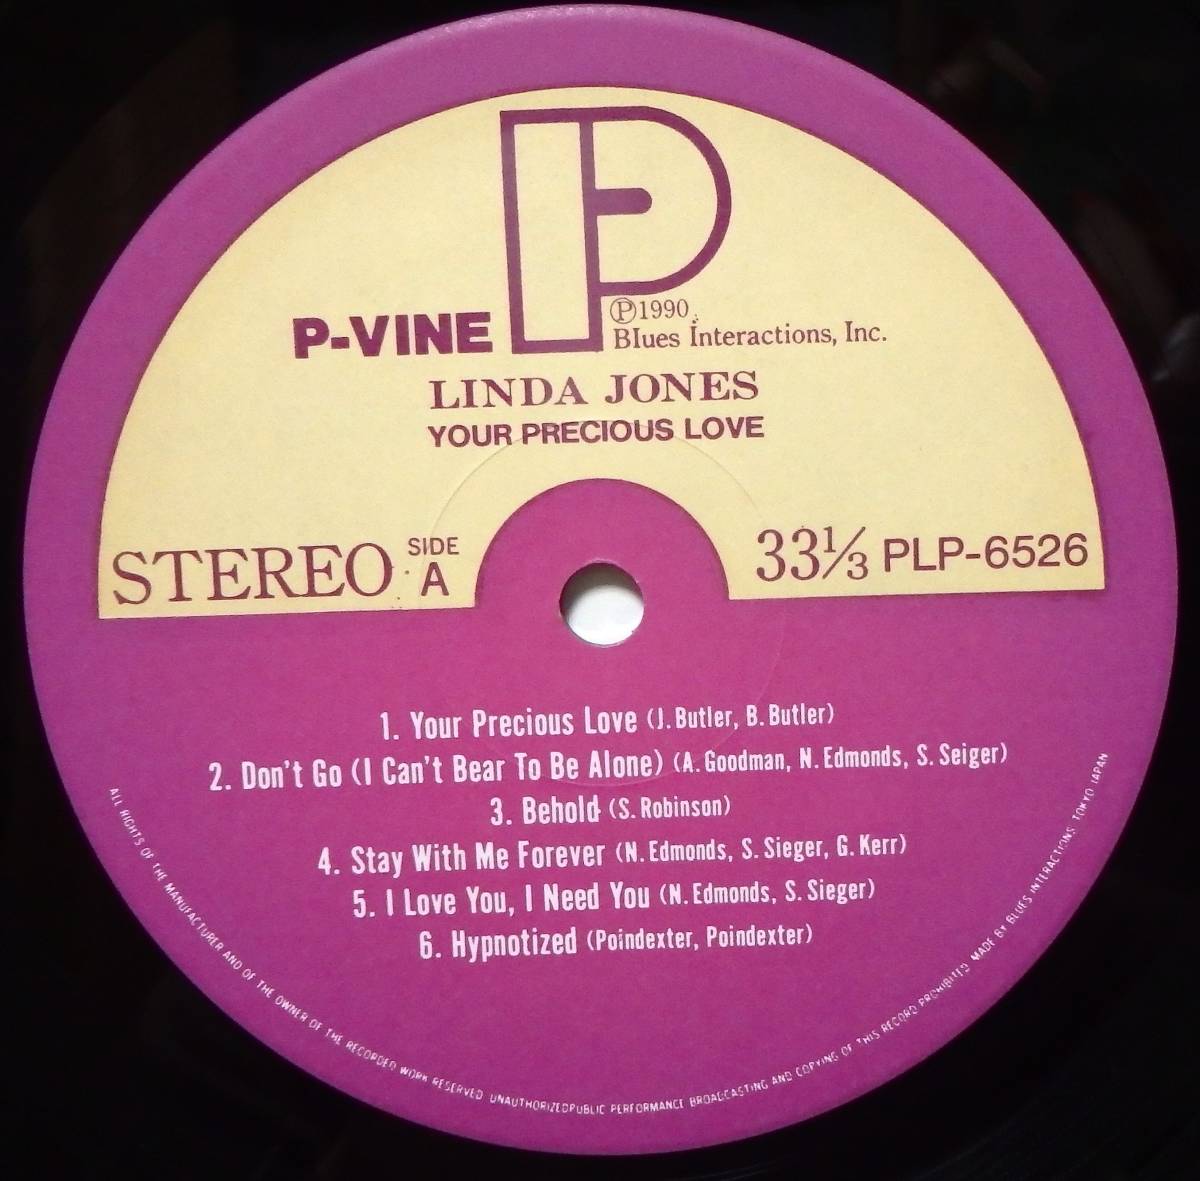 P
P-VINE
℗1990
Blues Interactions, Inc.
LINDA JONES
YOUR PRECIOUS LOVE
STEREO SIDE A
33⅓ PLP-6526
1. Your Precious Love (J. Butler, B. Butler)
2. Don't Go (I Can't Bear To Be Alone) (A. Goodman, N. Edmonds, S. Seiger)
3. Behold (S. Robinson)
4. Stay With Me Forever (N. Edmonds, S. Sieger, G. Kerr)
5. I Love You, I Need You (N. Edmonds, S. Sieger)
6. Hypnotized (Poindexter, Poindexter)
ALL RIGHTS OF THE MANUFACTURER AND OF THE OWNER OF THE RECORDED WORK RESERVED UNAUTHORIZEDPUBLIC PERFORMANCE BROADCASTING AND COPYING OF THIS RECORD PROHIBITED MADE BY BLUES INTERACTIONS, TOKYO JAPAN